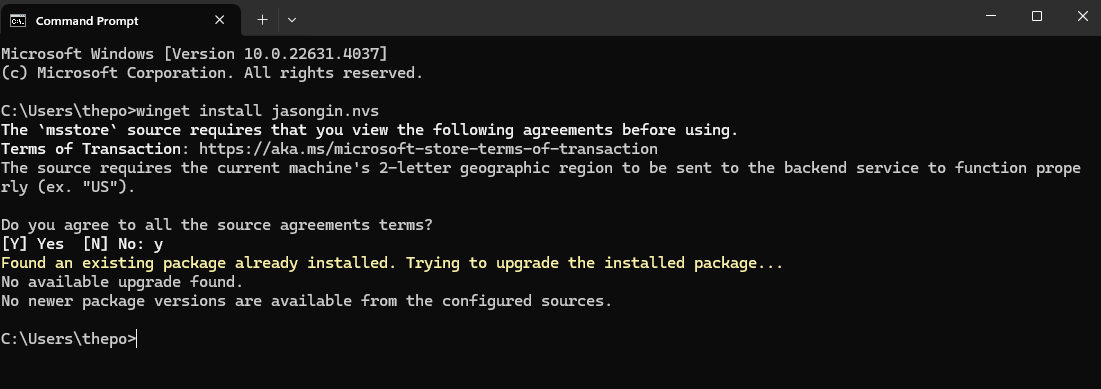 Command Prompt
Microsoft Windows [Version 10.0.22631.4037]
(c) Microsoft Corporation. All rights reserved.
C:\Users\thepo>winget install jasongin.nvs
The `msstore` source requires that you view the following agreements before using.
Terms of Transaction: https://aka.ms/microsoft-store-terms-of-transaction
The source requires the current machine's 2-letter geographic region to be sent to the backend service to function prope
rly (ex. "US").
Do you agree to all the source agreements terms?
[Y] Yes  [N] No: y
Found an existing package already installed. Trying to upgrade the installed package...
No available upgrade found.
No newer package versions are available from the configured sources.
C:\Users\thepo>